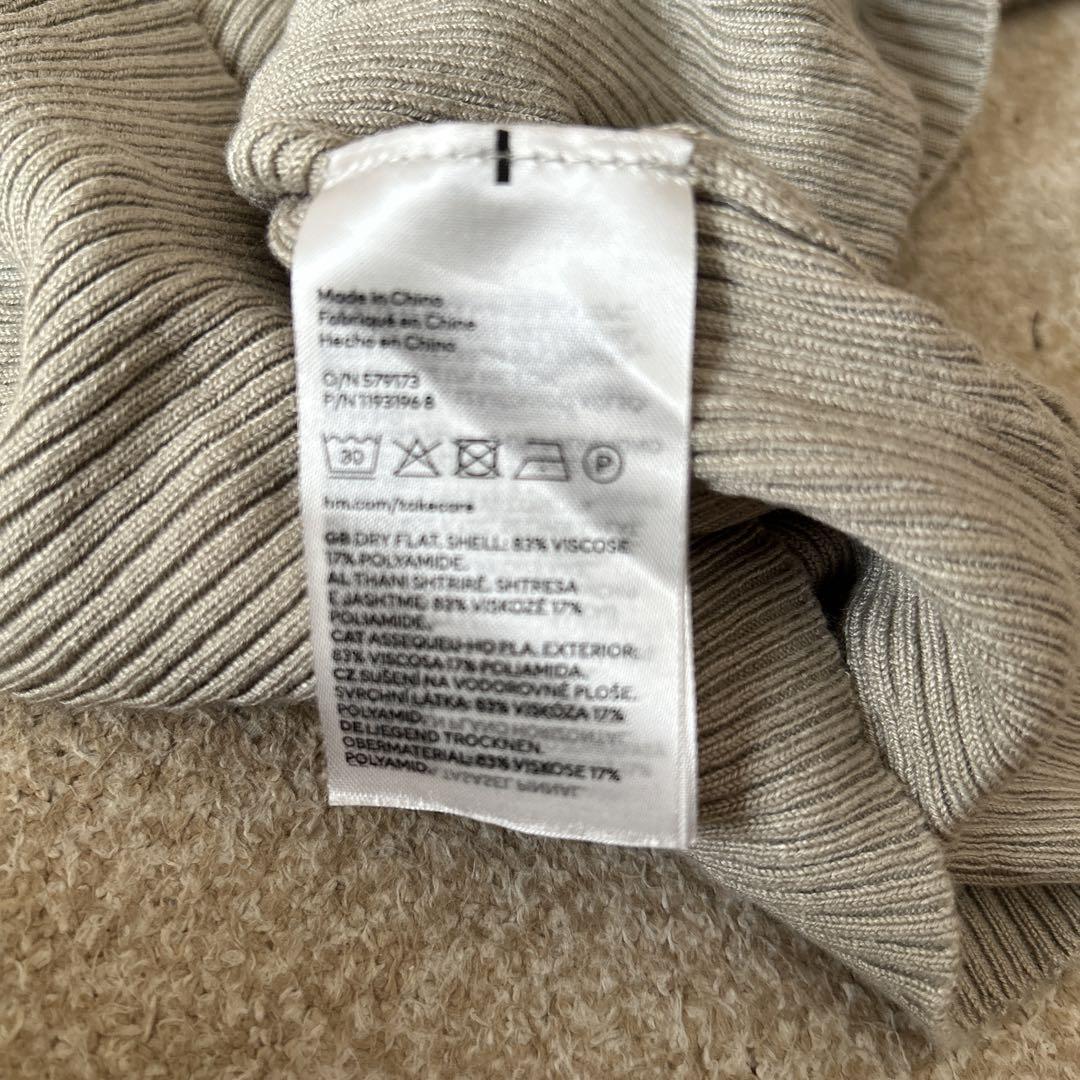 Made in China
Fabriqué en Chine
Hecho en China
O/N 579173
P/N 1193196 8
30
P
hm.com/takecare
GB DRY FLAT. SHELL: 83% VISCOSE
17% POLYAMIDE.
AL THANI SHTRIRË. SHTRESA
E JASHTME: 83% VISKOZË 17%
POLIAMIDE.
CAT ASSEQUEU-HO PLA. EXTERIOR:
83% VISCOSA 17% POLIAMIDA.
CZ SUŠENÍ NA VODOROVNÉ PLOŠE.
SVRCHNÍ LÁTKA: 83% VISKÓZA 17%
POLYAMID.
DE LIEGEND TROCKNEN.
OBERMATERIAL: 83% VISKOSE 17%
POLYAMID.